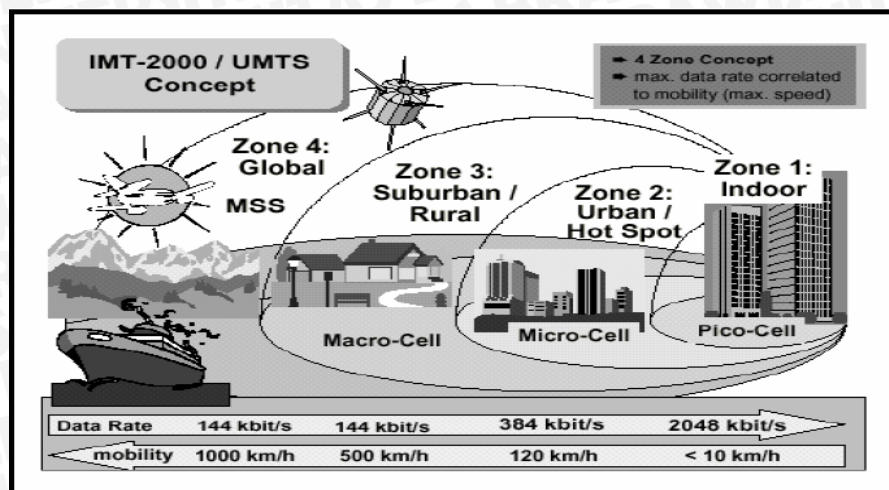 IMT-2000 / UMTS
Concept
➨ 4 Zone Concept
➨ max. data rate correlated
to mobility (max. speed)
Zone 4:
Global
MSS
Zone 3:
Suburban /
Rural
Zone 2:
Urban /
Hot Spot
Zone 1:
Indoor
Macro-Cell
Micro-Cell
Pico-Cell
Data Rate 144 kbit/s 144 kbit/s 384 kbit/s 2048 kbit/s
mobility 1000 km/h 500 km/h 120 km/h < 10 km/h